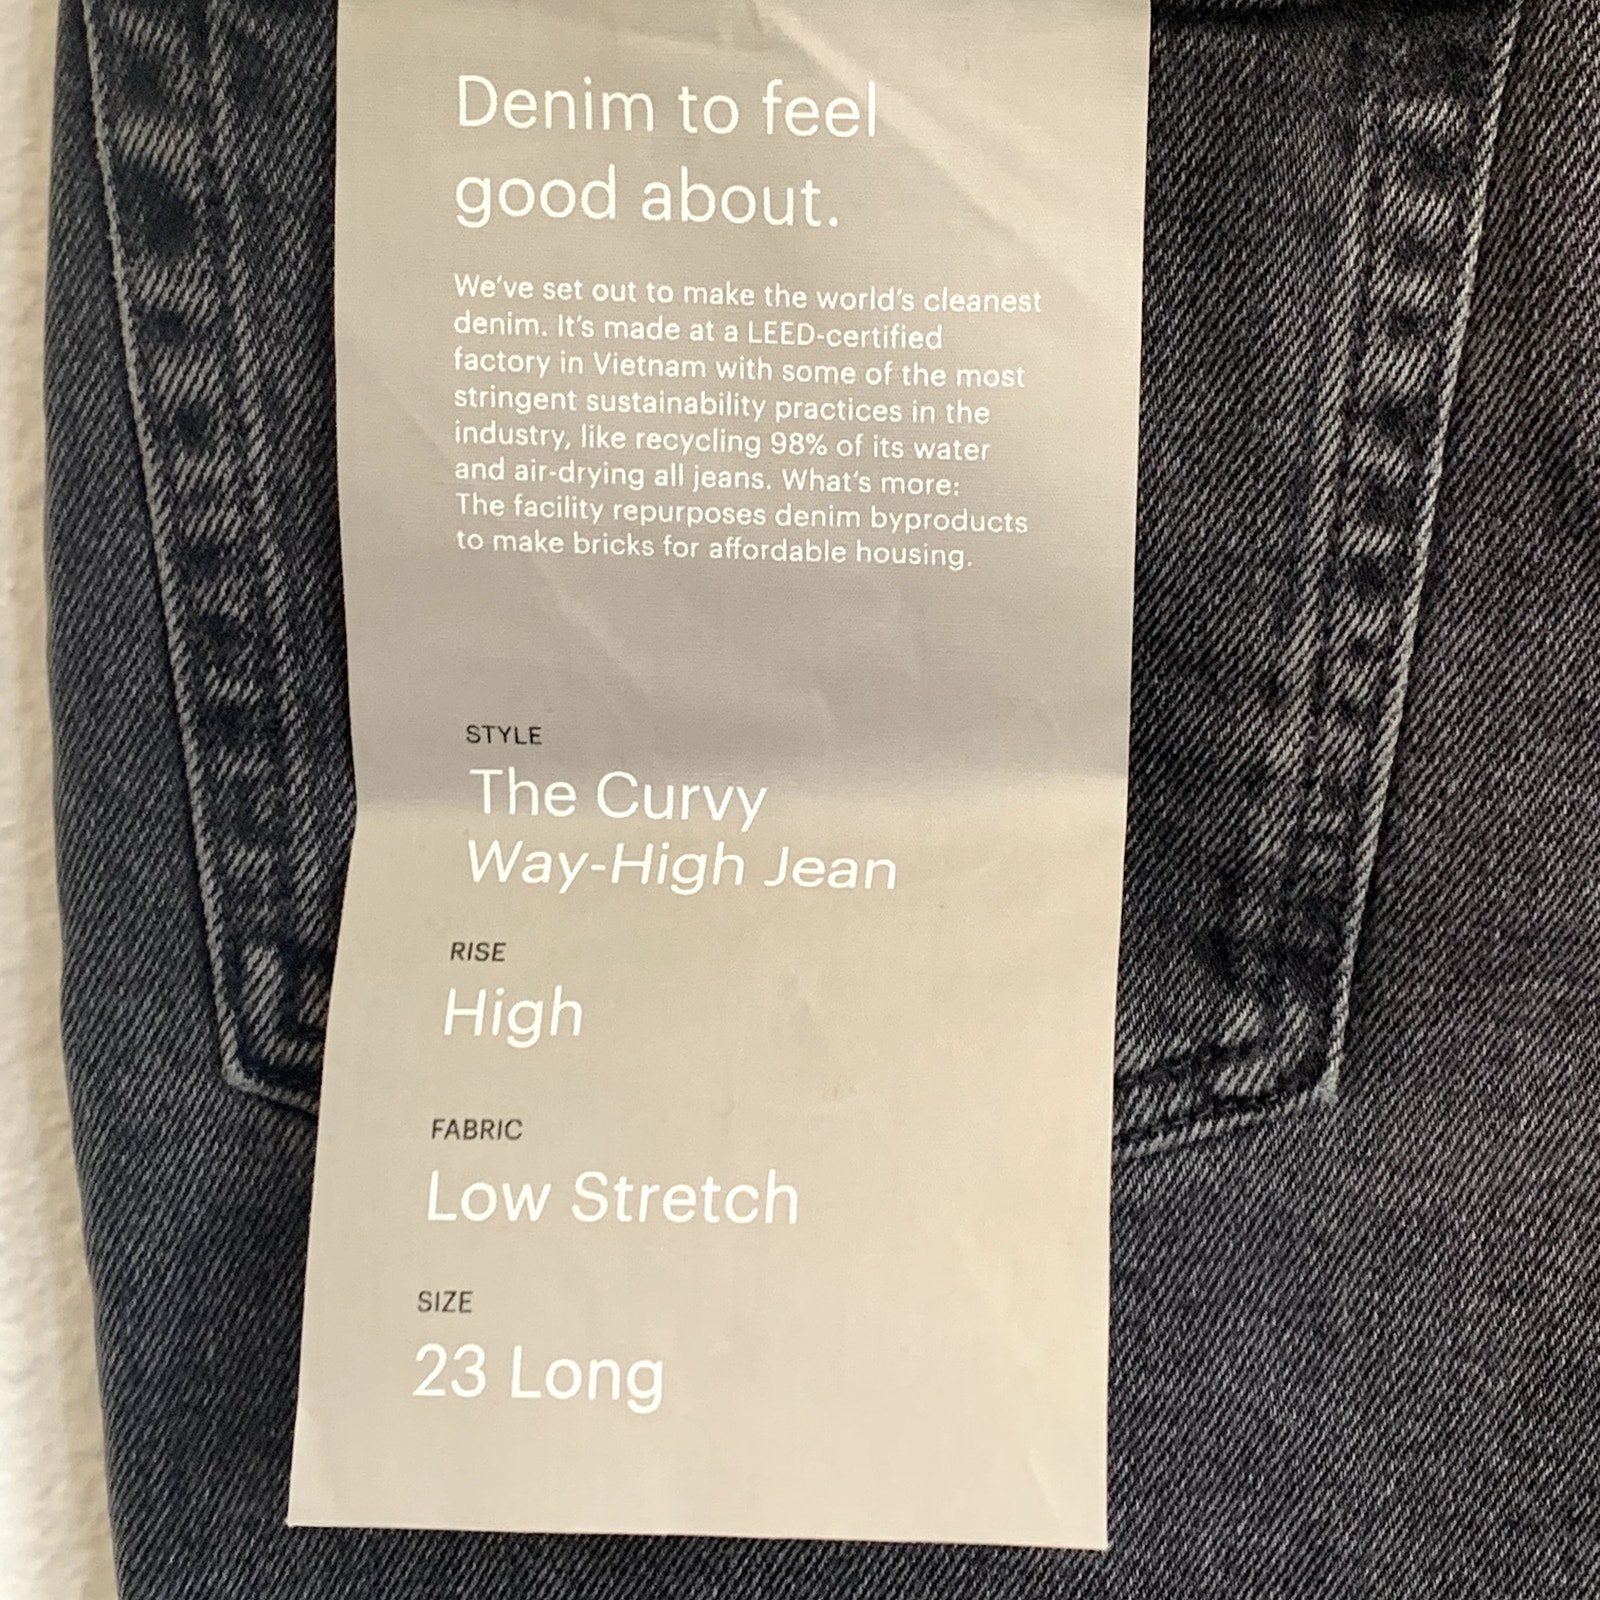 Denim to feel
good about.
We've set out to make the world's cleanest
denim. It's made at a LEED-certified
factory in Vietnam with some of the most
stringent sustainability practices in the
industry, like recycling 98% of its water
and air-drying all jeans. What's more:
The facility repurposes denim byproducts
to make bricks for affordable housing.
STYLE
The Curvy
Way-High Jean
RISE
High
FABRIC
Low Stretch
SIZE
23 Long